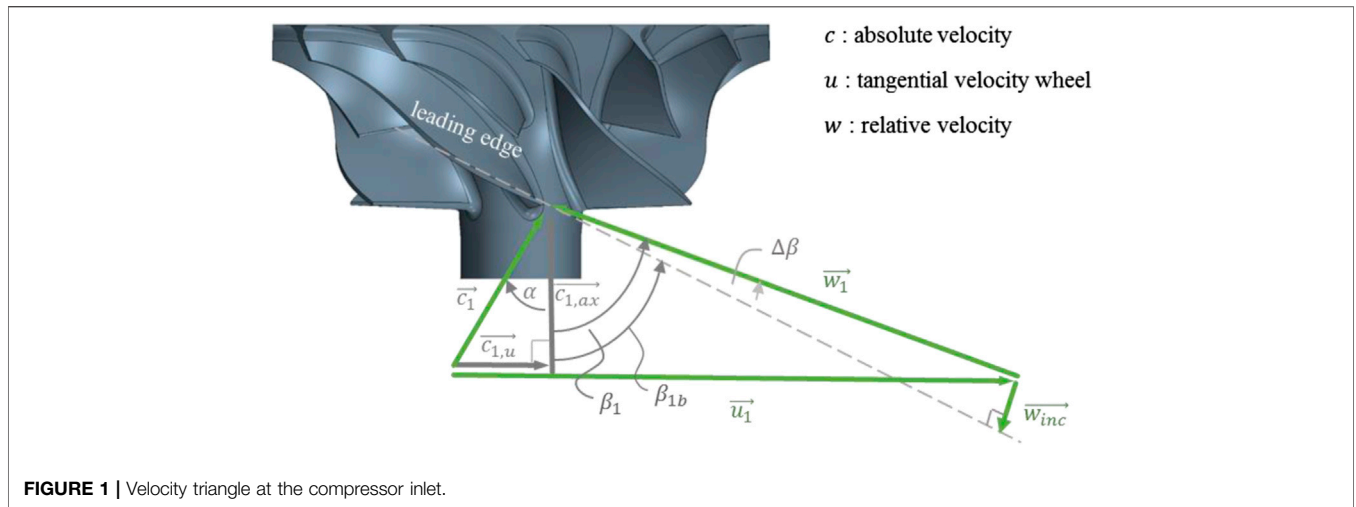 c : absolute velocity
u : tangential velocity wheel
w : relative velocity
leading edge
Δβ
w₁
c₁
α
c₁,ax
c₁,u
β₁
β₁b
u₁
w_inc
FIGURE 1 | Velocity triangle at the compressor inlet.